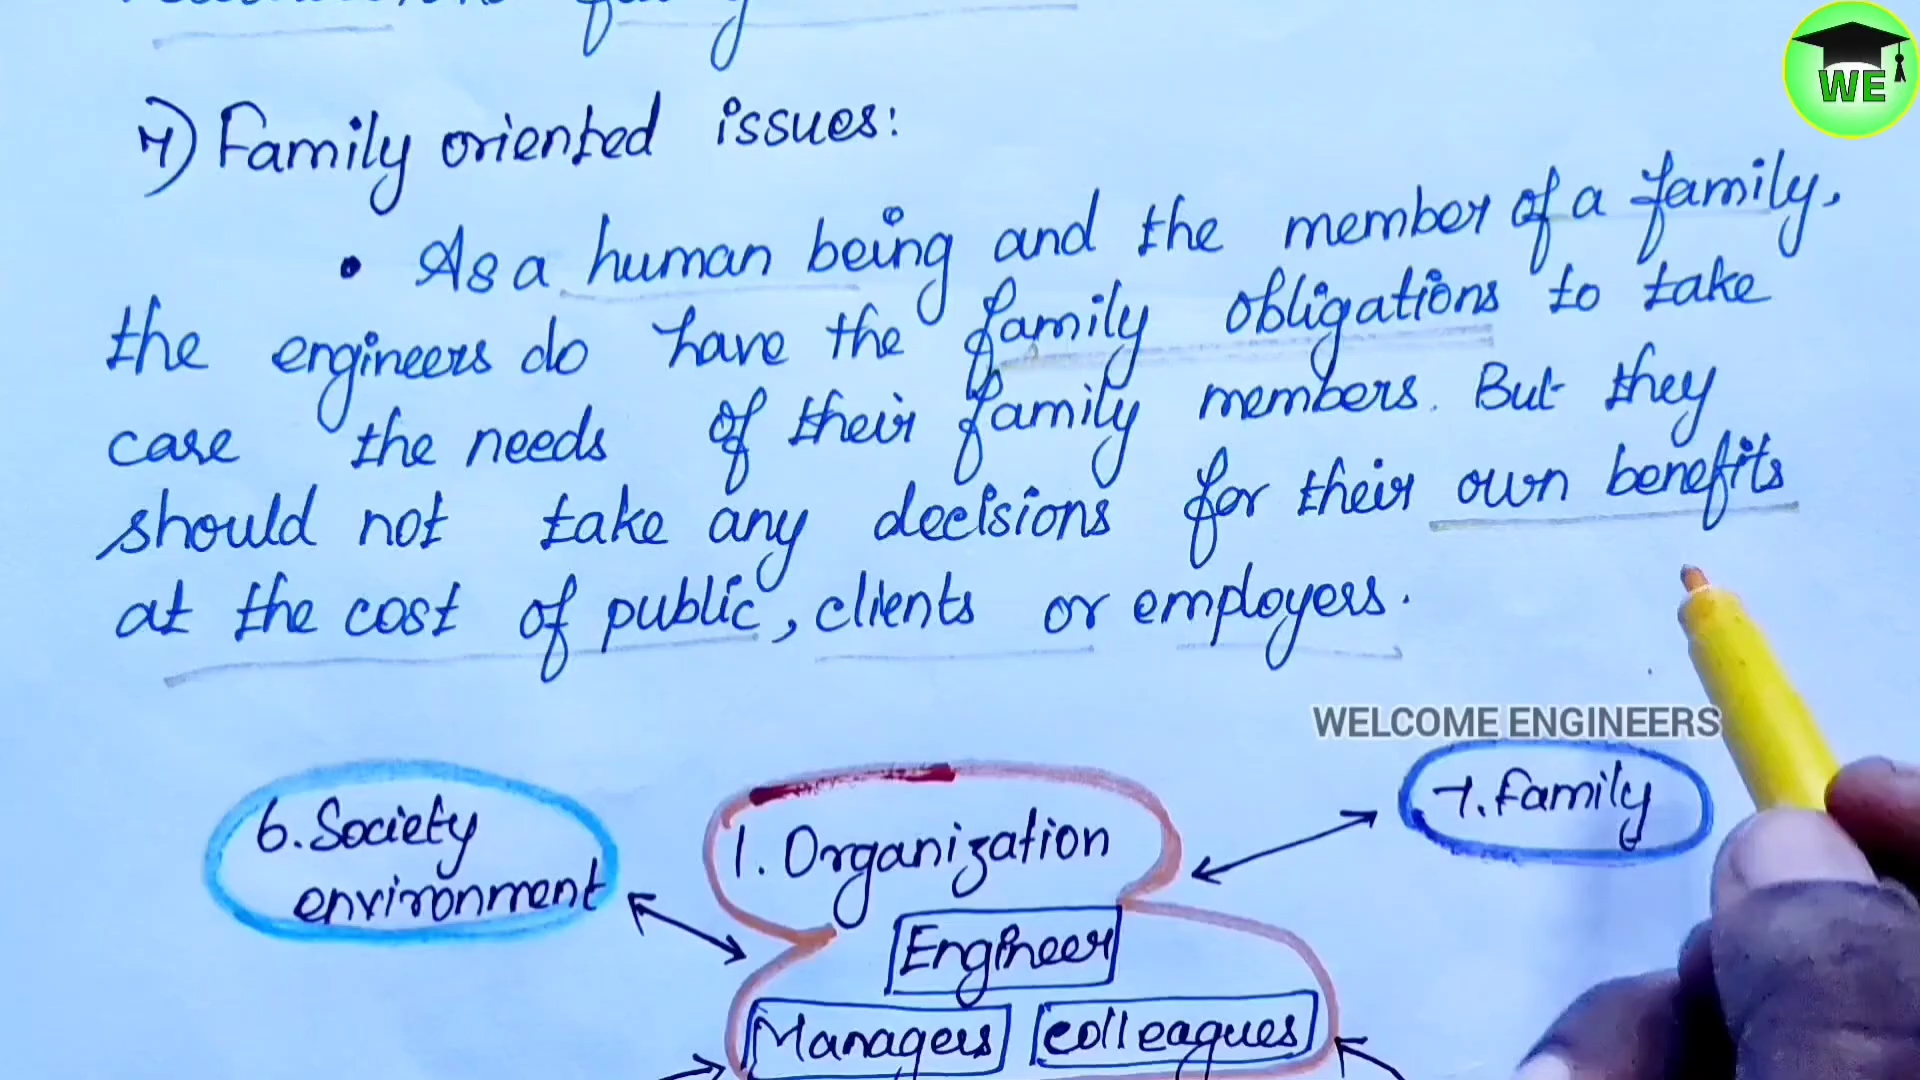 WE
7) Family oriented issues:
• As a human being and the member of a family,
the engineers do have the family obligations to take
care the needs of their family members. But they
should not take any decisions for their own benefits
at the cost of public, clients or employers.
WELCOME ENGINEERS
6. Society
environment
1. Organization
7. Family
Engineer
Managers
colleagues